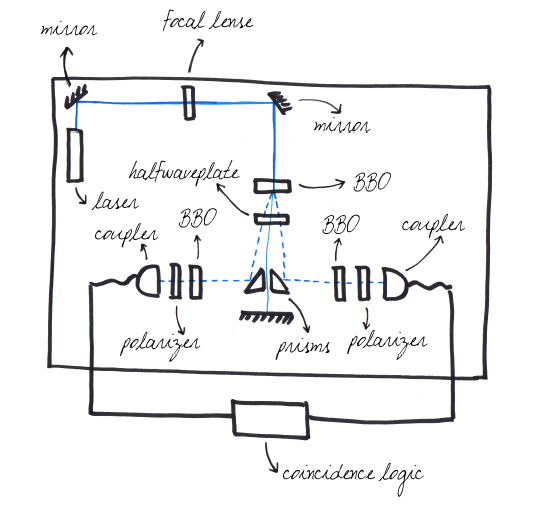 focal lense
mirror
mirror
halfwaveplate
BBO
laser
coupler
BBO
BBO
coupler
polarizer
prisms
polarizer
coincidence logic